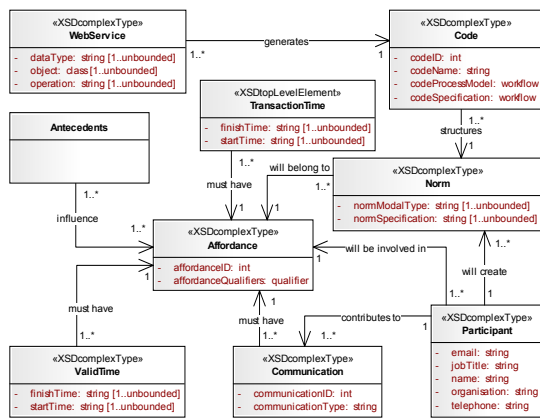 «XSDcomplexType»
WebService
- dataType: string [1..unbounded]
- object: class [1..unbounded]
- operation: string [1..unbounded]
generates
1..*
1
«XSDcomplexType»
Code
- codeID: int
- codeName: string
- codeProcessModel: workflow
- codeSpecification: workflow
«XSDtopLevelElement»
TransactionTime
- finishTime: string [1..unbounded]
- startTime: string [1..unbounded]
1..*
structures
1
Antecedents
1..*
influence
1..*
1..*
must have
1
will belong to
1
1..*
«XSDcomplexType»
Norm
- normModalType: string [1..unbounded]
- normSpecification: string [1..unbounded]
«XSDcomplexType»
Affordance
- affordanceID: int
- affordanceQualifiers: qualifier
1
will be involved in
1
1..*
1..*
will create
1
must have
1
1..*
1
must have
1..*
contributes to
1..*
1
«XSDcomplexType»
ValidTime
- finishTime: string [1..unbounded]
- startTime: string [1..unbounded]
«XSDcomplexType»
Communication
- communicationID: int
- communicationType: string
«XSDcomplexType»
Participant
- email: string
- jobTitle: string
- name: string
- organisation: string
- telephone: string